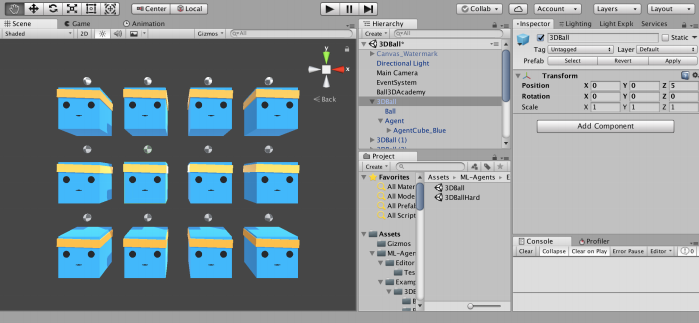 Center Local Collab Account Layers Layout
Scene Game Animation
Shaded 2D Gizmos All
y
x
Back
Hierarchy
Create All
3DBall
Canvas_Watermark
Directional Light
Main Camera
EventSystem
Ball3DAcademy
3DBall
Ball
Agent
AgentCube_Blue
3DBall (1)
Project
Create
Favorites
All Mater
All Mode
All Prefal
All Script
Assets
Gizmos
ML-Agen
Editor
Tes
Examp
3DB
Assets ML-Agents E
3DBall
3DBallHard
Inspector Lighting Light Explo Services
3DBall Static
Tag Untagged Layer Default
Prefab Select Revert Apply
Transform
Position X 0 Y 0 Z 5
Rotation X 0 Y 0 Z 0
Scale X 1 Y 1 Z 1
Add Component
Console Profiler
Clear Collapse Clear on Play Error Pause Editor 0